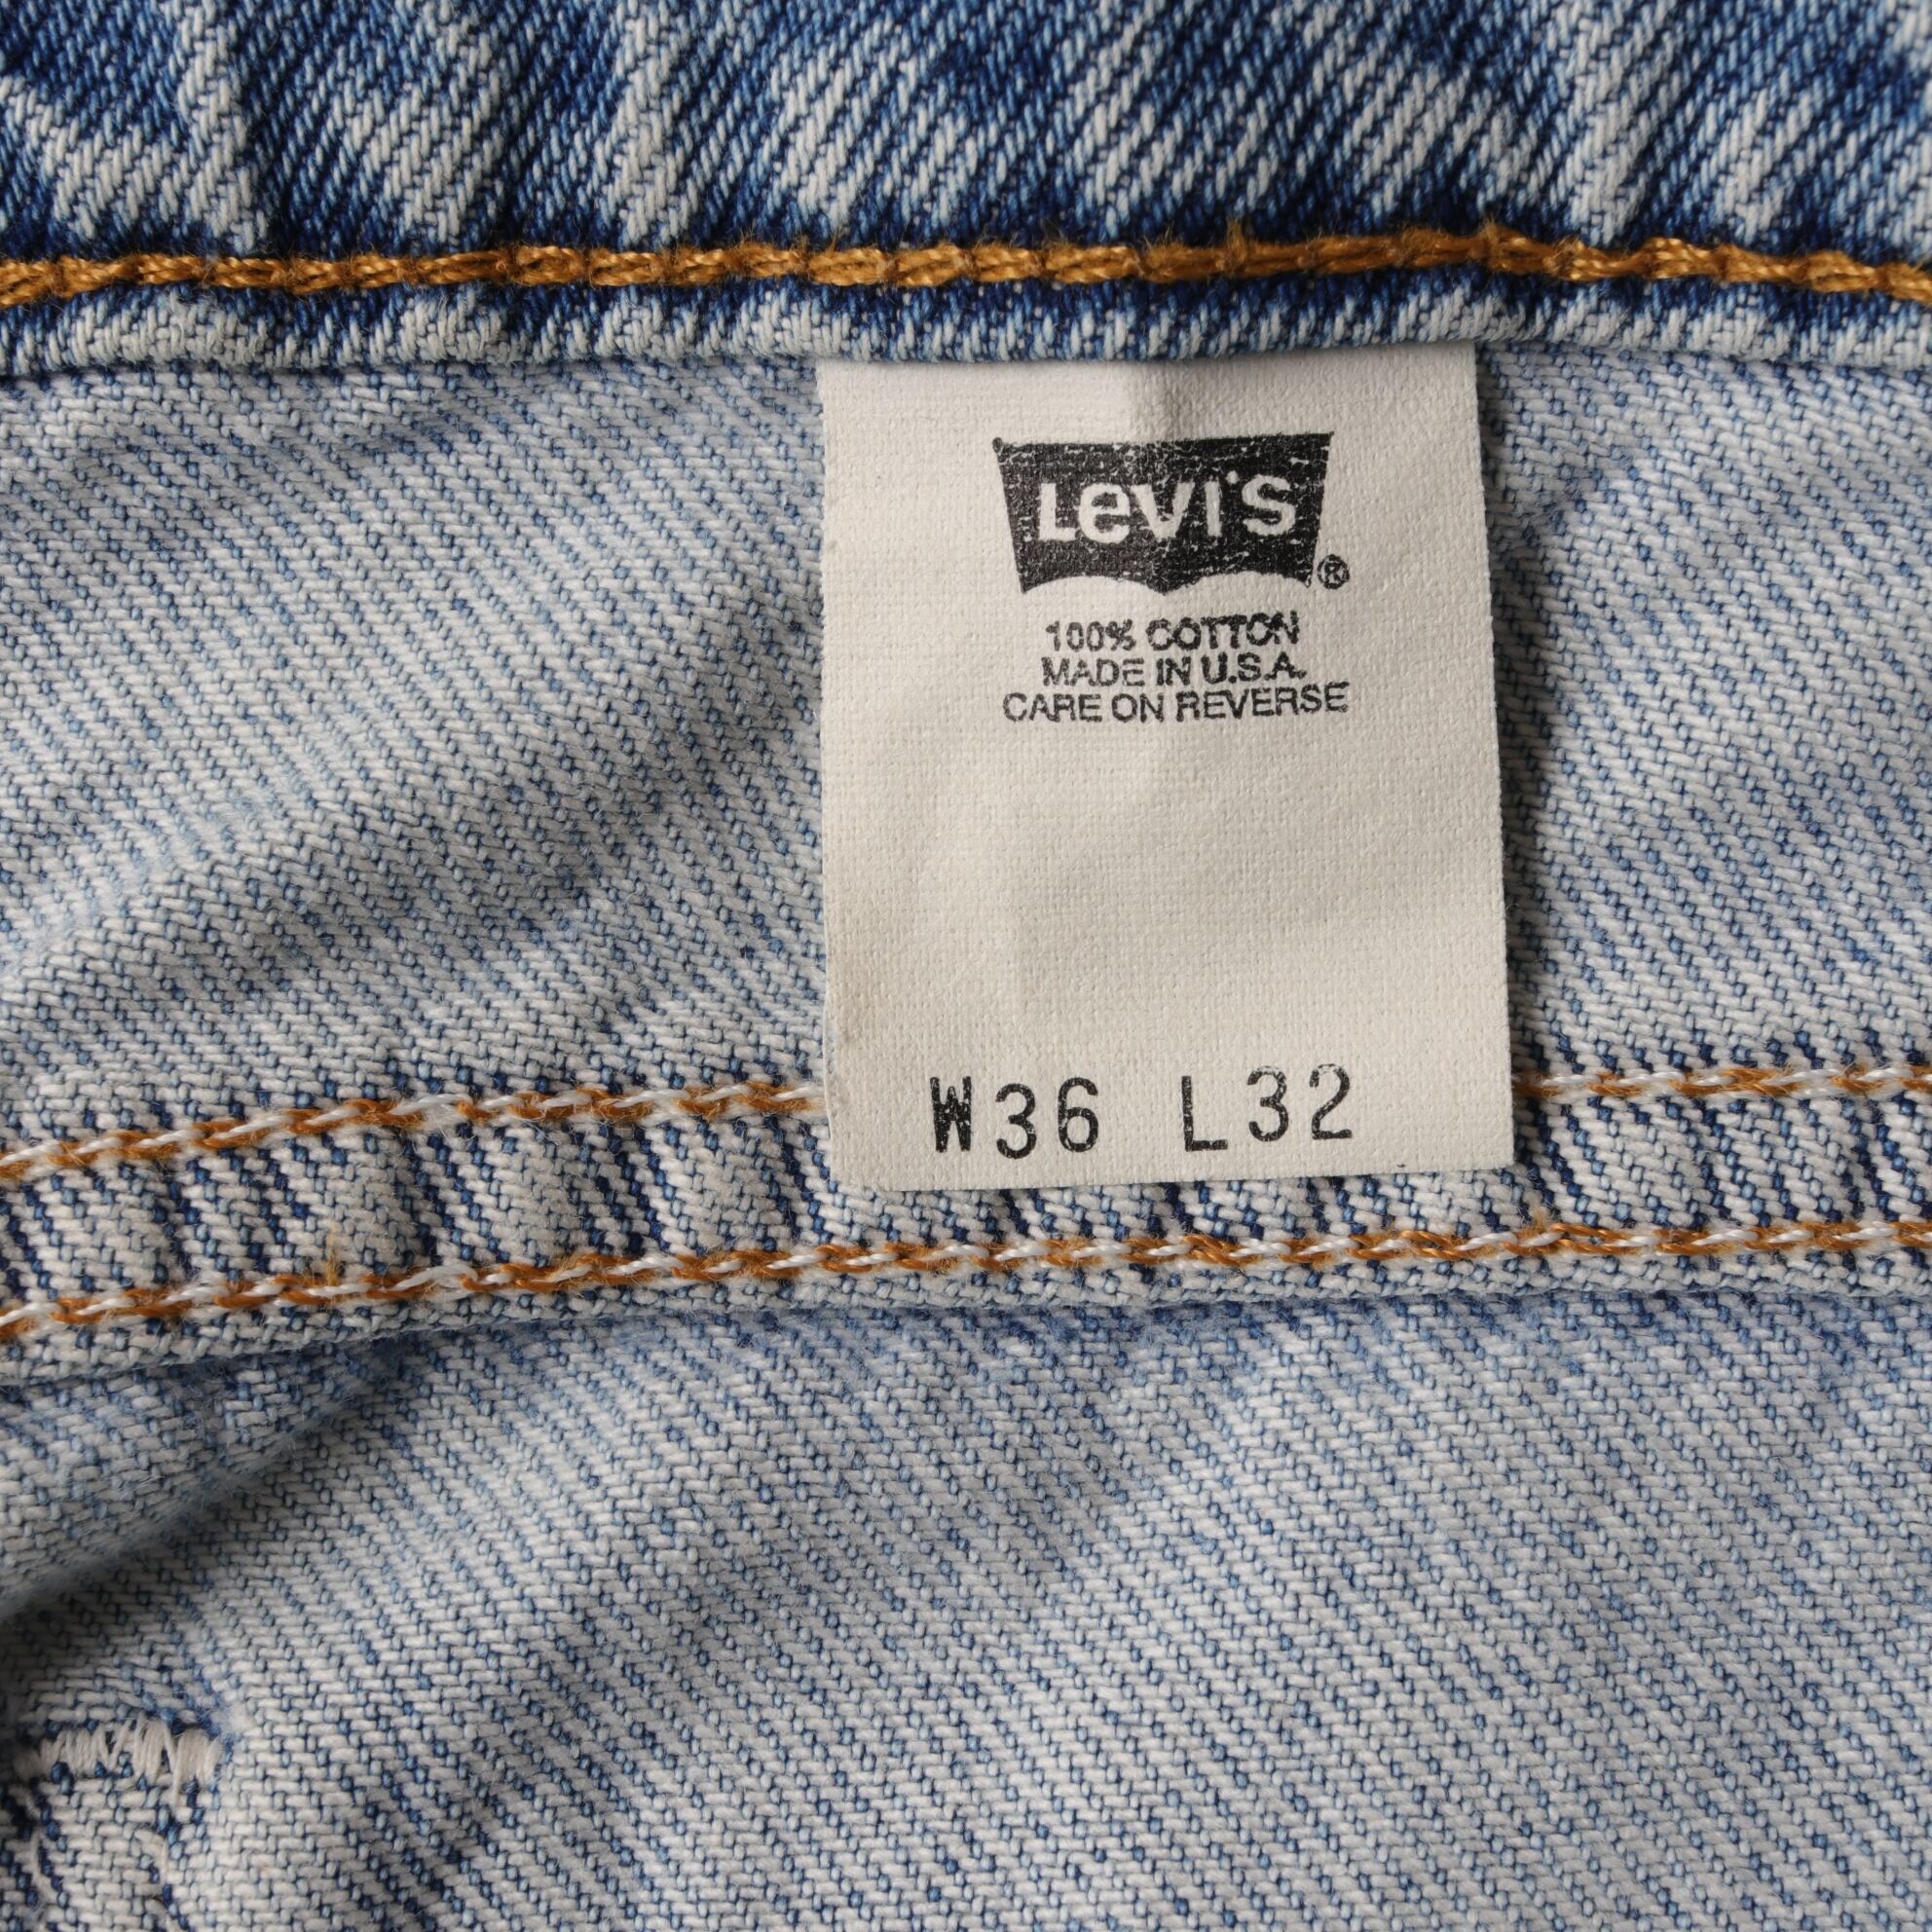 Levi's ®
100% COTTON
MADE IN U.S.A.
CARE ON REVERSE
W36 L32